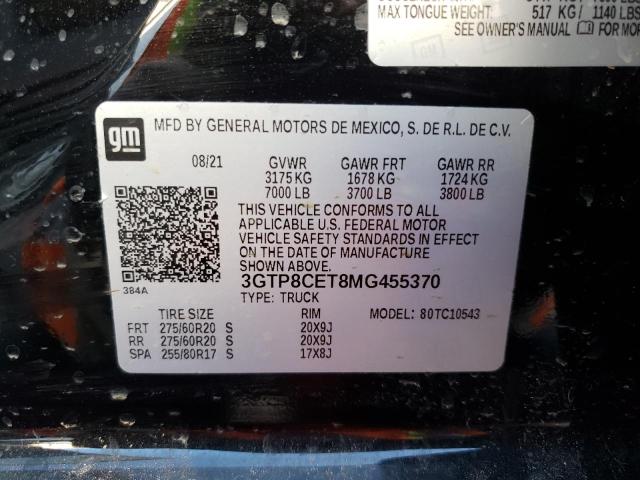 MAX TONGUE WEIGHT: 517 KG / 1140 LBS
SEE OWNER'S MANUAL FOR MOR
gm
MFD BY GENERAL MOTORS DE MEXICO, S. DE R.L. DE C.V.
08/21 GVWR GAWR FRT GAWR RR
3175 KG 1678 KG 1724 KG
7000 LB 3700 LB 3800 LB
THIS VEHICLE CONFORMS TO ALL
APPLICABLE U.S. FEDERAL MOTOR
VEHICLE SAFETY STANDARDS IN EFFECT
ON THE DATE OF MANUFACTURE
SHOWN ABOVE.
384A
3GTP8CET8MG455370
TYPE: TRUCK MODEL: 80TC10543
TIRE SIZE RIM
FRT 275/60R20 S 20X9J
RR 275/60R20 S 20X9J
SPA 255/80R17 S 17X8J